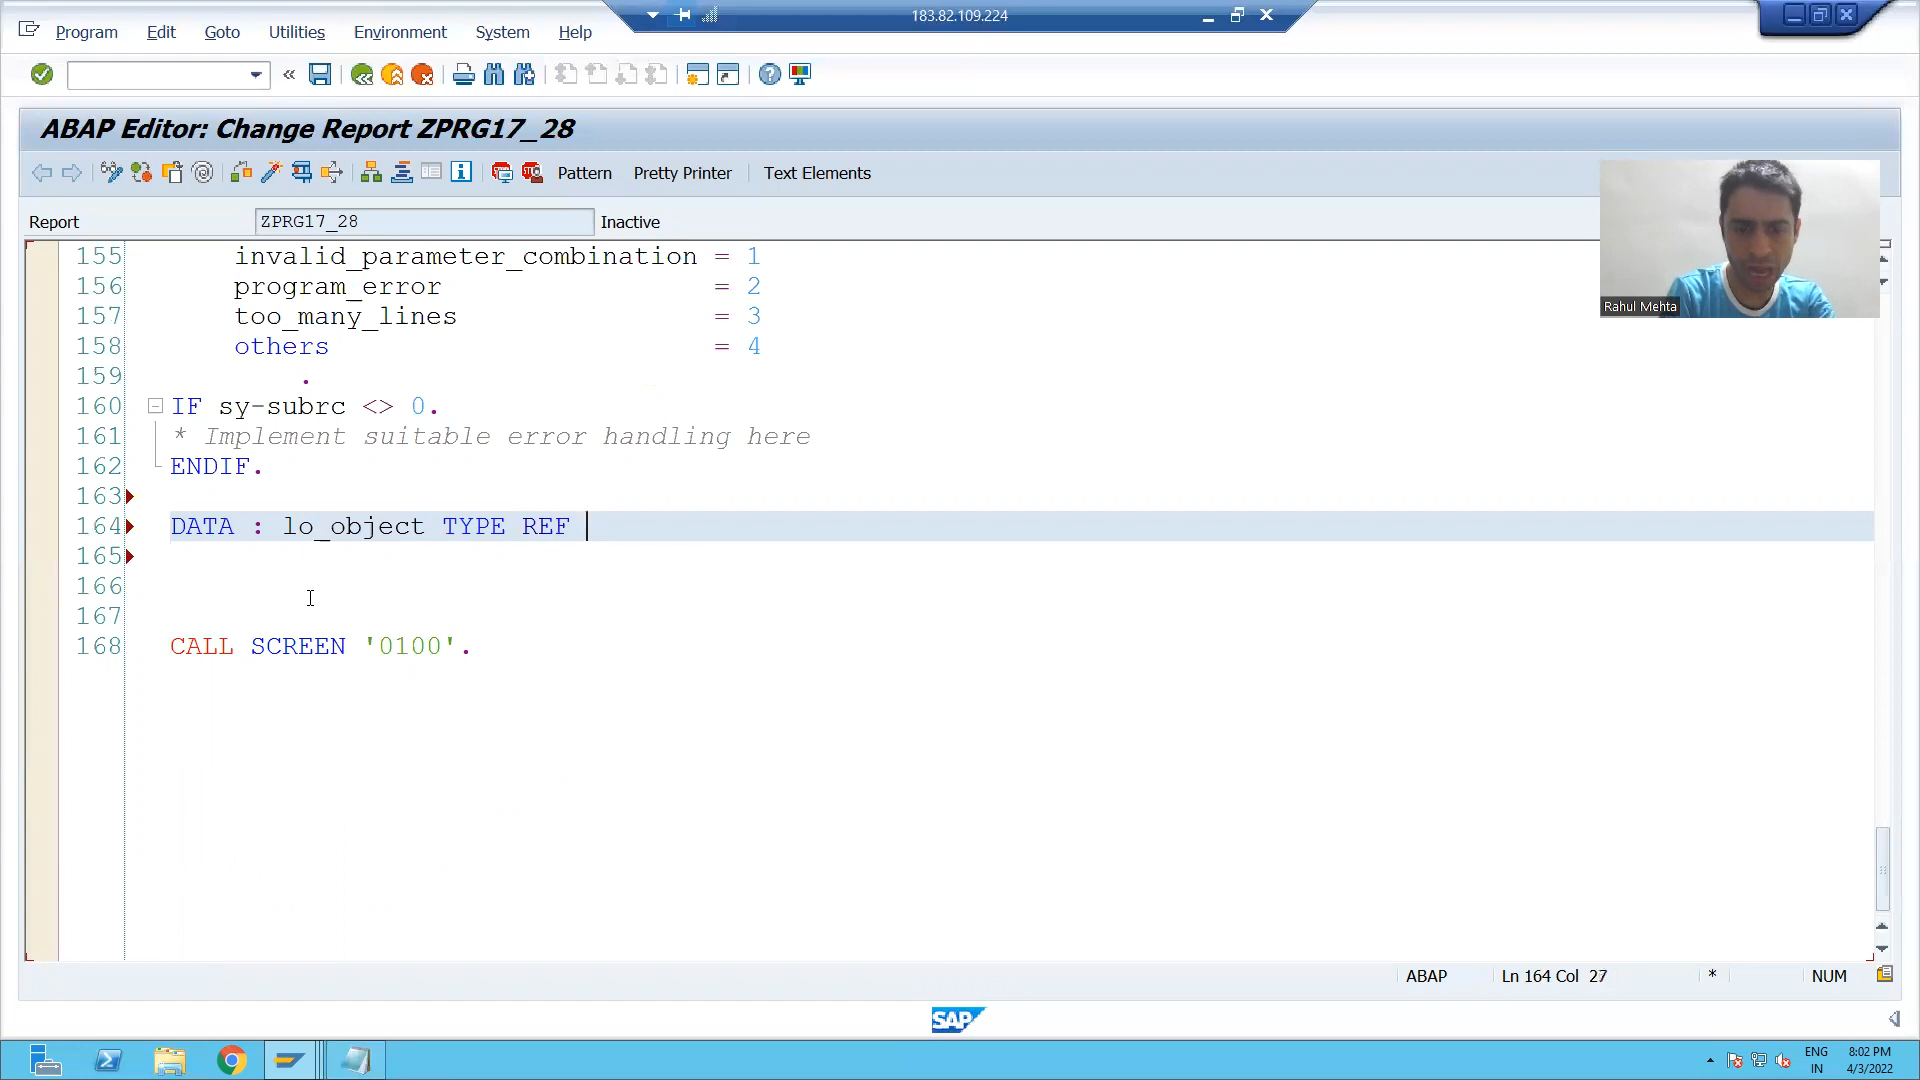 183.82.109.224
Program Edit Goto Utilities Environment System Help
ABAP Editor: Change Report ZPRG17_28
Pattern Pretty Printer Text Elements
Report ZPRG17_28 Inactive
155 invalid_parameter_combination = 1
156 program_error = 2
157 too_many_lines = 3
158 others = 4
159 .
160 IF sy-subrc <> 0.
161 * Implement suitable error handling here
162 ENDIF.
163
164 DATA : lo_object TYPE REF
165
166
167
168 CALL SCREEN '0100'.
Rahul Mehta
ABAP Ln 164 Col 27 * NUM
SAP
ENG 8:02 PM
IN 4/3/2022